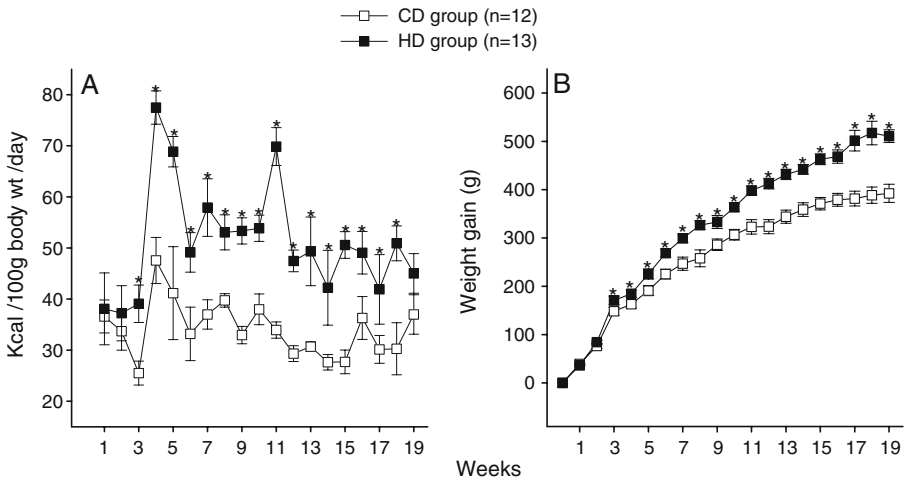 CD group (n=12)
HD group (n=13)
A
Kcal /100g body wt /day
80
70
60
50
40
30
20
* * * * * * * * * * * * * * * *
1 3 5 7 9 11 13 15 17 19
B
Weight gain (g)
600
500
400
300
200
100
0
* * * * * * * * * * * * * * * * *
1 3 5 7 9 11 13 15 17 19
Weeks